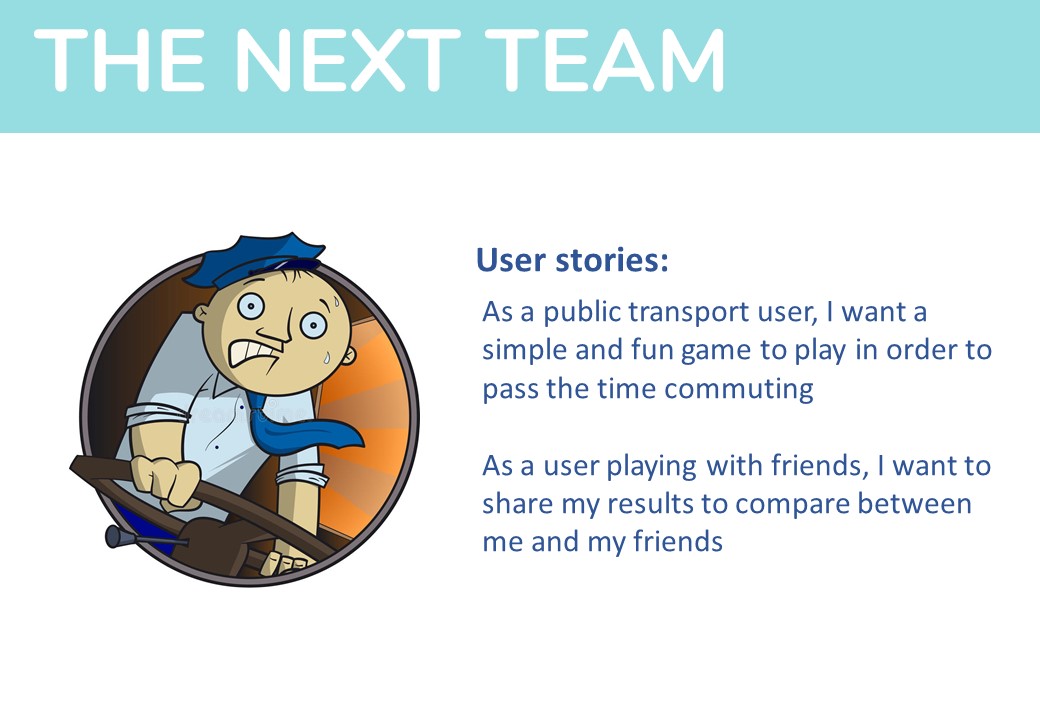 THE NEXT TEAM
User stories:
As a public transport user, I want a
simple and fun game to play in order to
pass the time commuting
As a user playing with friends, I want to
share my results to compare between
me and my friends